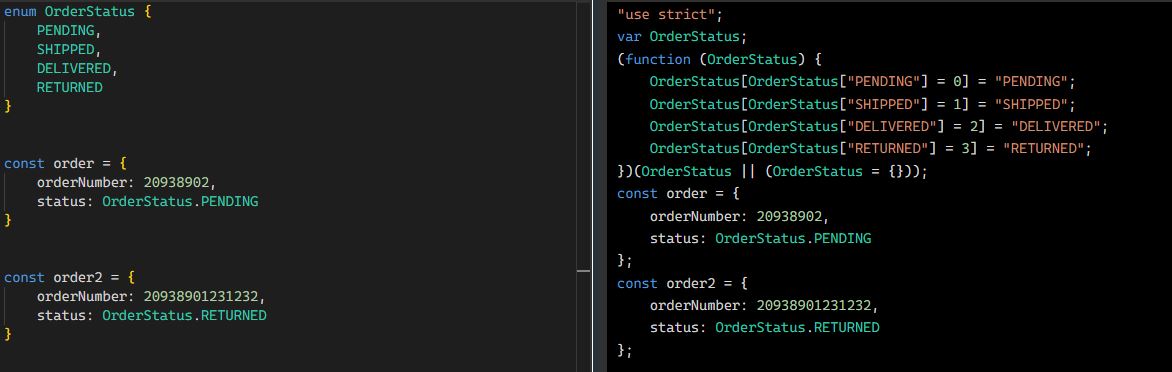 enum OrderStatus {
    PENDING,
    SHIPPED,
    DELIVERED,
    RETURNED
}
const order = {
    orderNumber: 20938902,
    status: OrderStatus.PENDING
}
const order2 = {
    orderNumber: 20938901231232,
    status: OrderStatus.RETURNED
}
"use strict";
var OrderStatus;
(function (OrderStatus) {
    OrderStatus[OrderStatus["PENDING"] = 0] = "PENDING";
    OrderStatus[OrderStatus["SHIPPED"] = 1] = "SHIPPED";
    OrderStatus[OrderStatus["DELIVERED"] = 2] = "DELIVERED";
    OrderStatus[OrderStatus["RETURNED"] = 3] = "RETURNED";
})(OrderStatus || (OrderStatus = {}));
const order = {
    orderNumber: 20938902,
    status: OrderStatus.PENDING
};
const order2 = {
    orderNumber: 20938901231232,
    status: OrderStatus.RETURNED
};